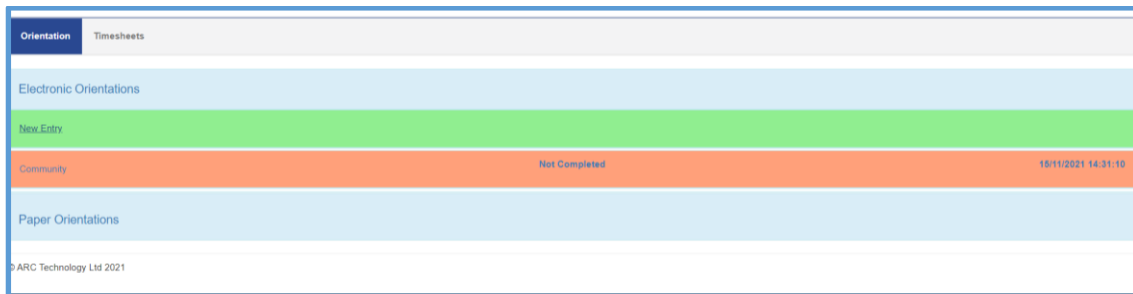 Orientation Timesheets
Electronic Orientations
New Entry
Community Not Completed 15/11/2021 14:31:10
Paper Orientations
© ARC Technology Ltd 2021